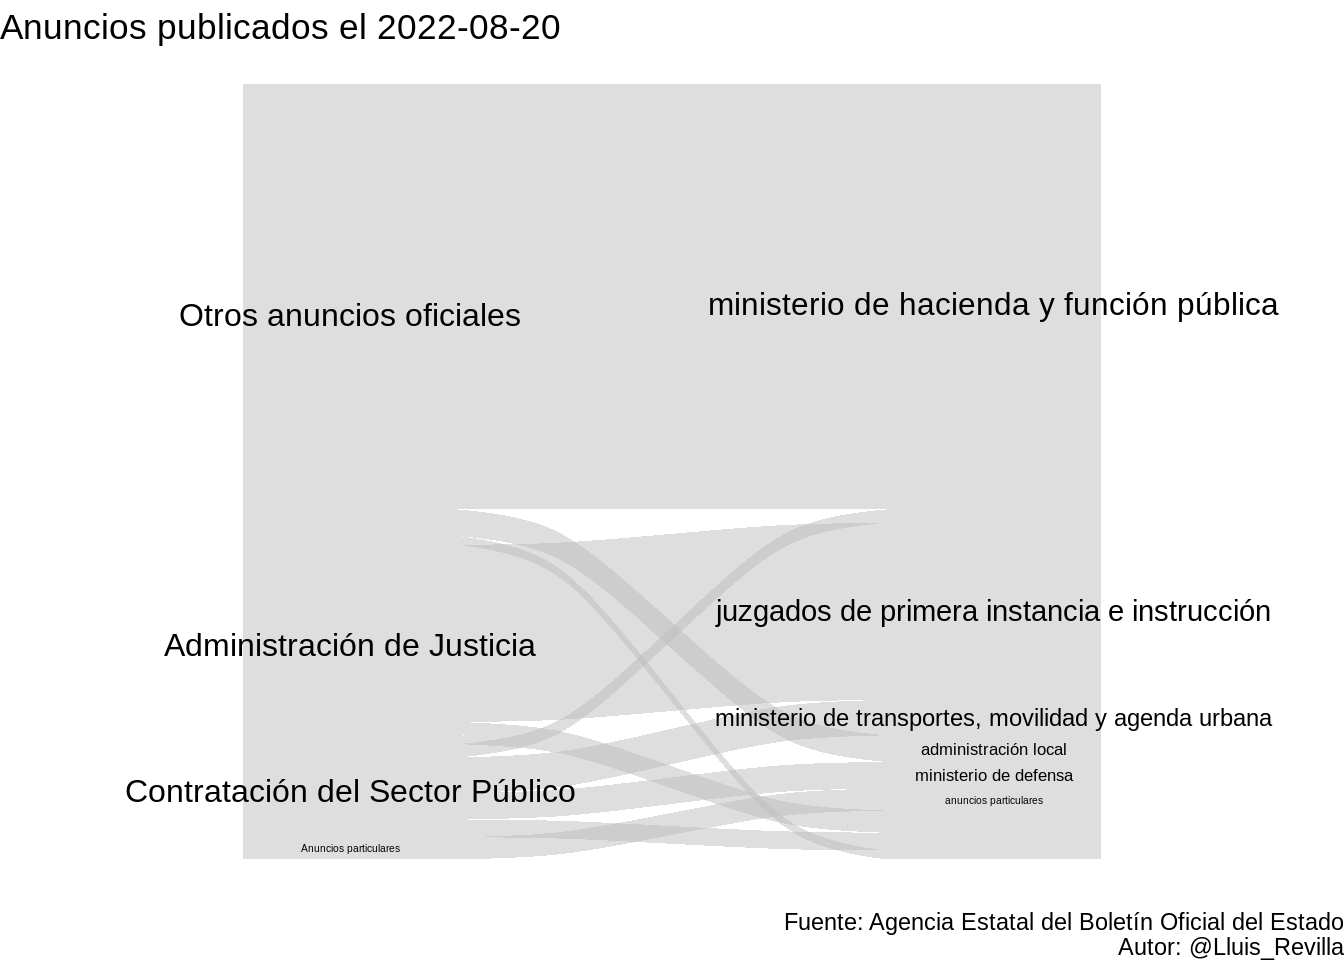 Anuncios publicados el 2022-08-20
Otros anuncios oficiales
ministerio de hacienda y función pública
juzgados de primera instancia e instrucción
Administración de Justicia
ministerio de transportes, movilidad y agenda urbana
administración local
ministerio de defensa
Contratación del Sector Público
anuncios particulares
Anuncios particulares
Fuente: Agencia Estatal del Boletín Oficial del Estado
Autor: @Lluis_Revilla